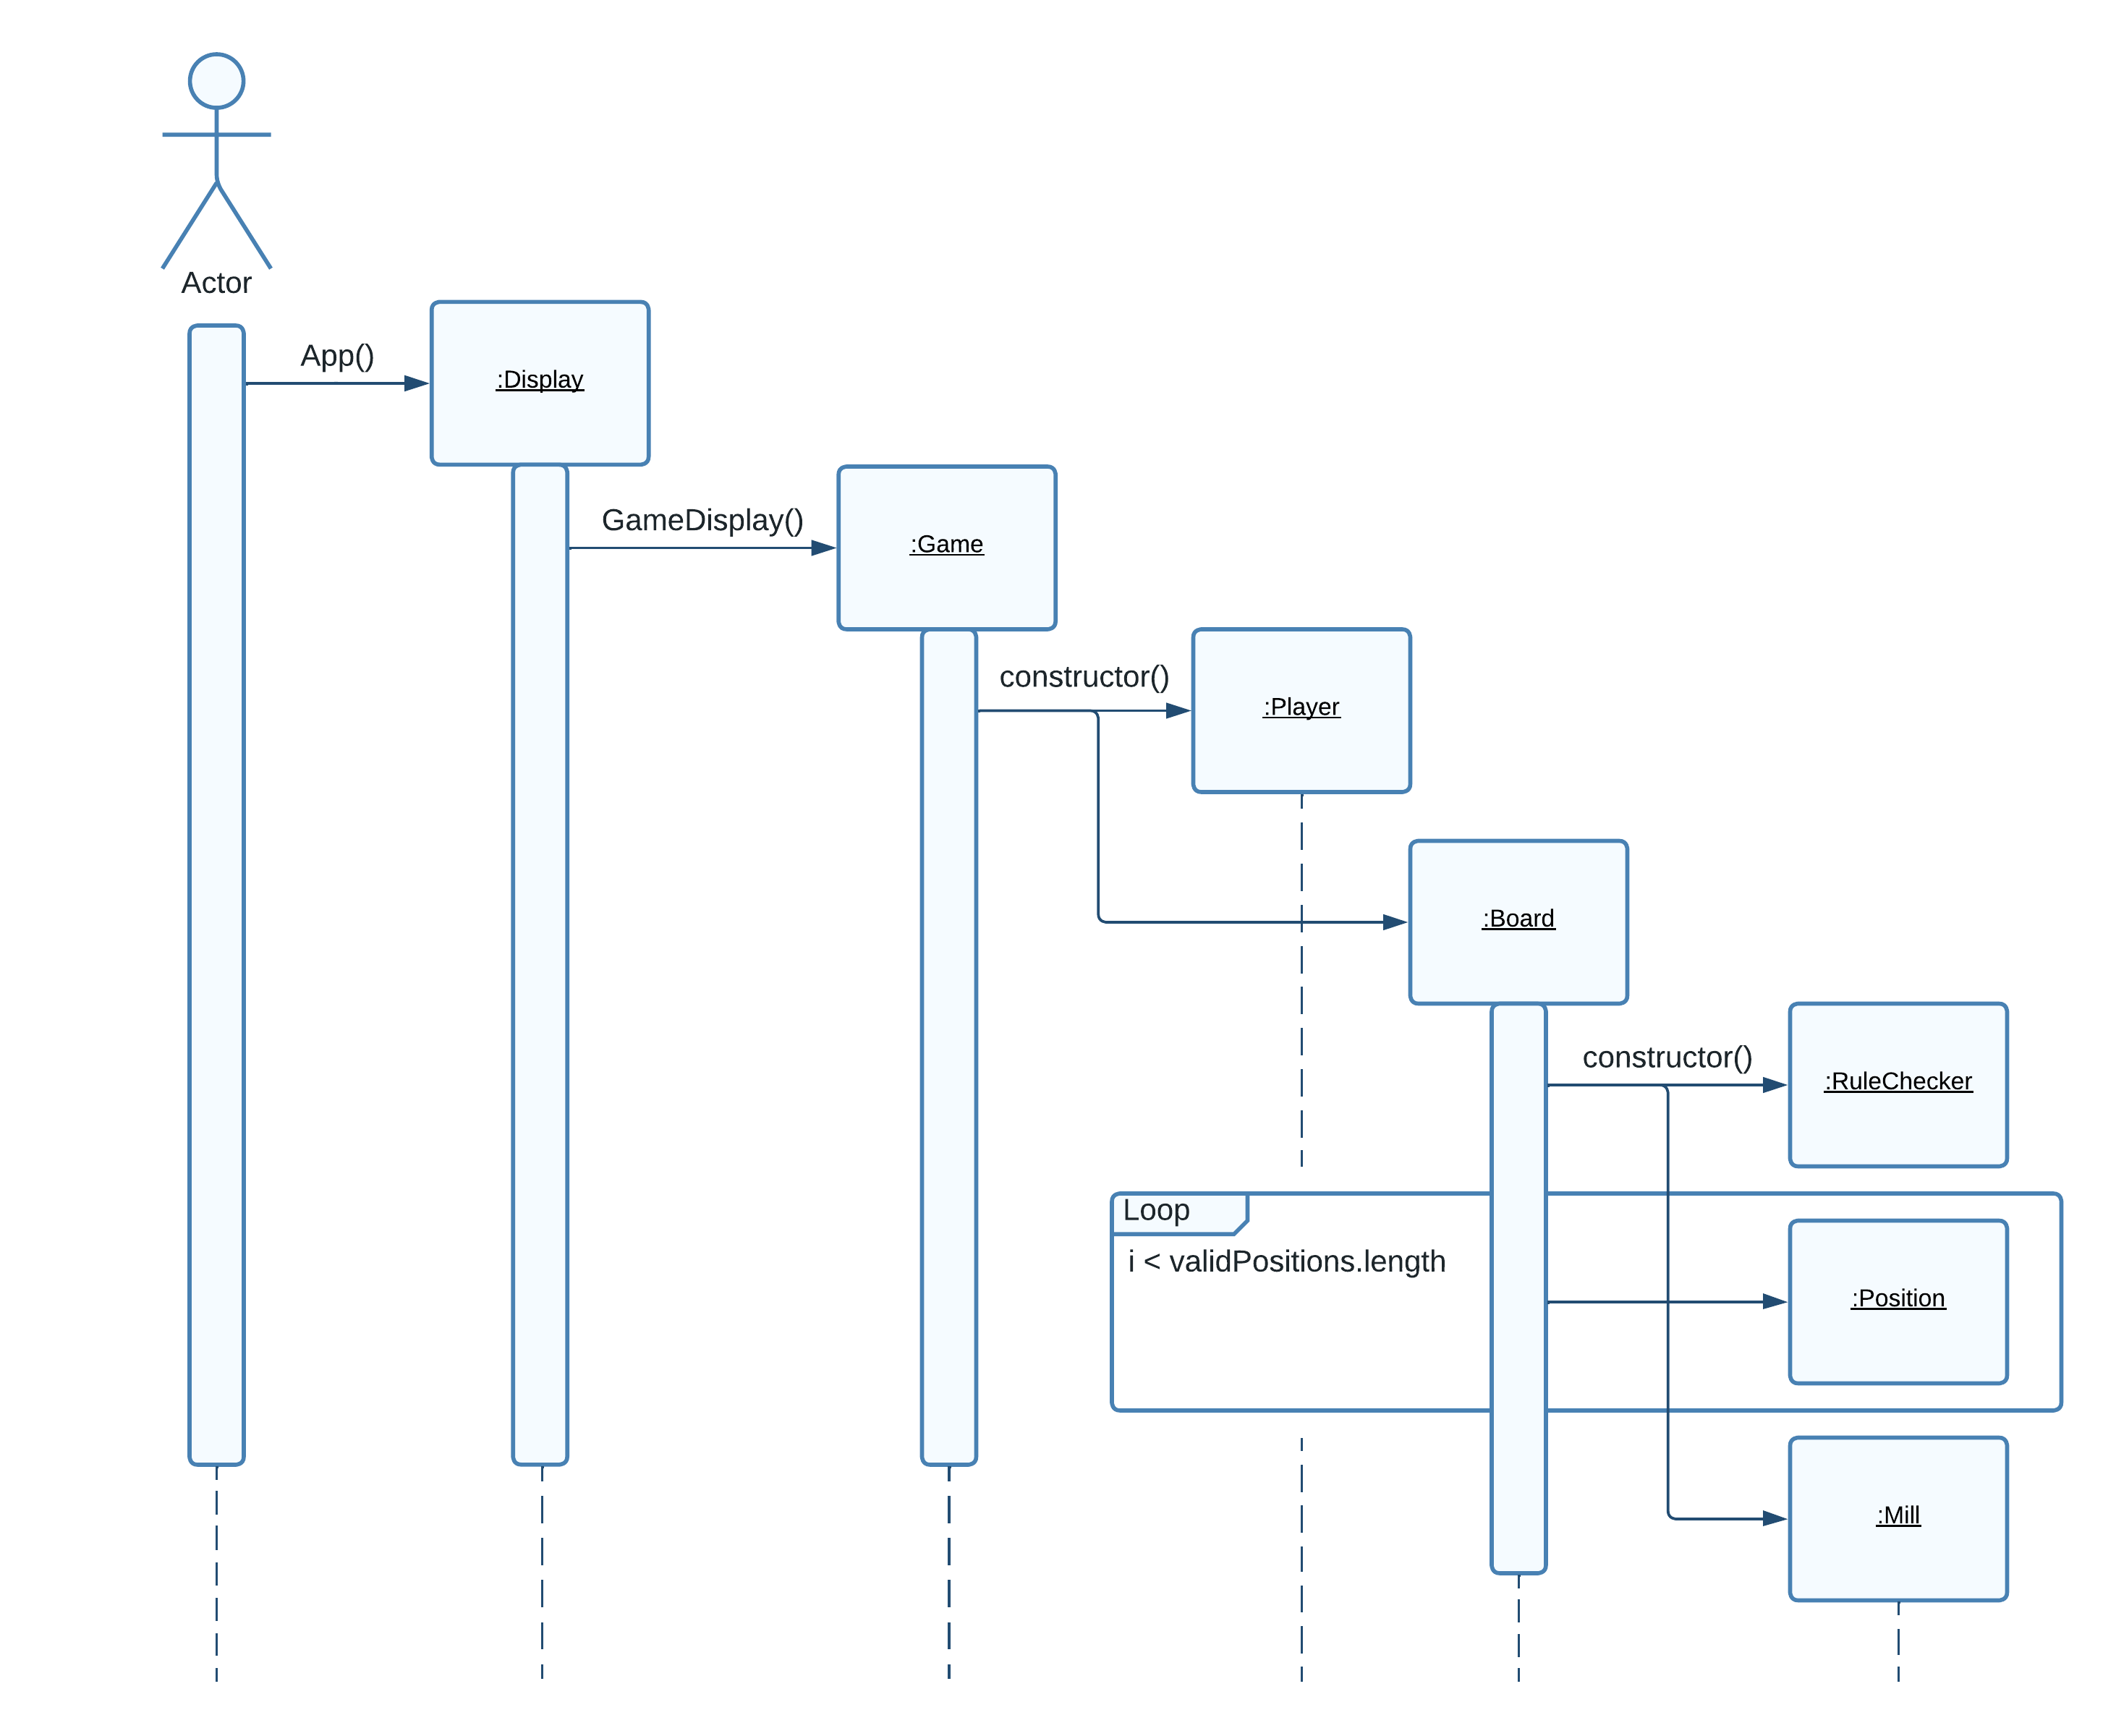 Actor
App()
:Display
GameDisplay()
:Game
constructor()
:Player
:Board
constructor()
:RuleChecker
Loop
i < validPositions.length
:Position
:Mill